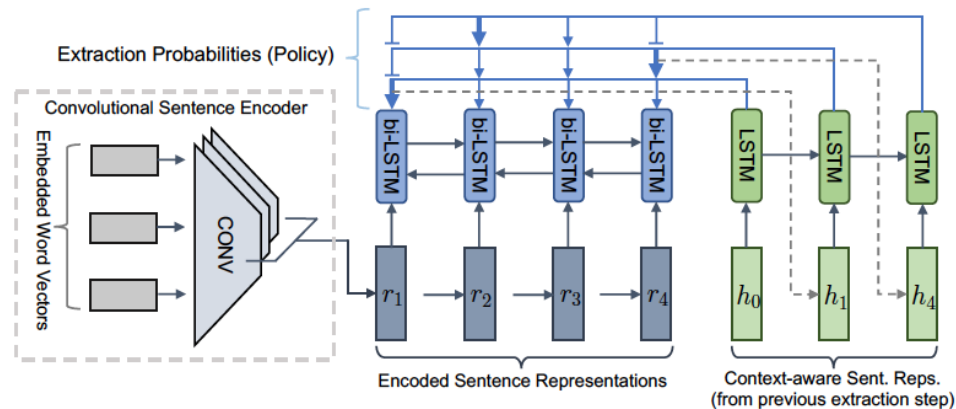 Extraction Probabilities (Policy)
Convolutional Sentence Encoder
Embedded Word Vectors
CONV
bi-LSTM
bi-LSTM
bi-LSTM
bi-LSTM
LSTM
LSTM
LSTM
r1
r2
r3
r4
h0
h1
h4
Encoded Sentence Representations
Context-aware Sent. Reps.
(from previous extraction step)